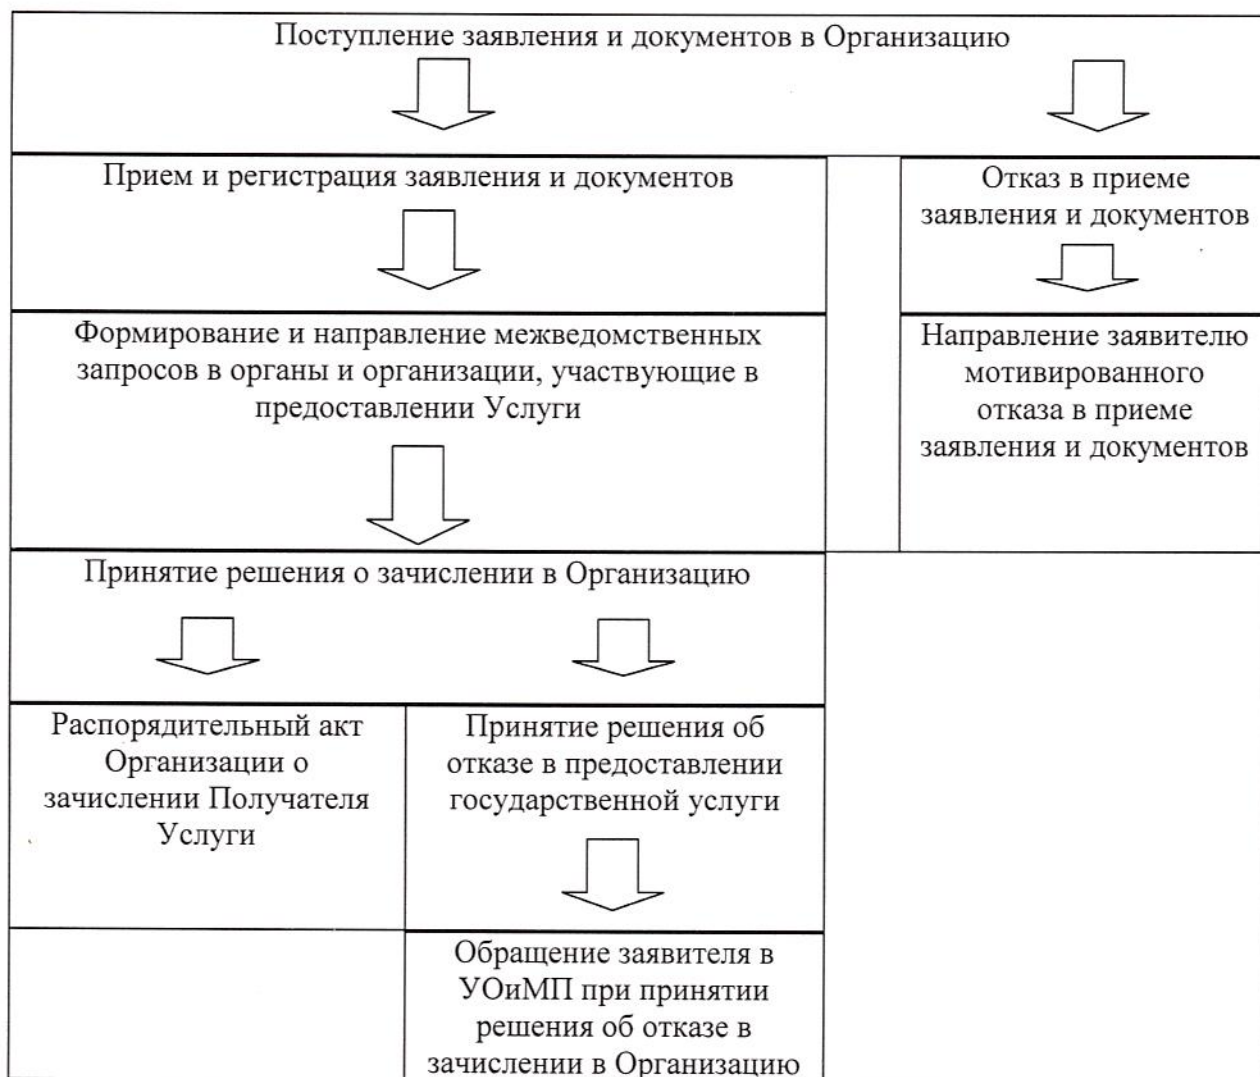 Поступление заявления и документов в Организацию
Прием и регистрация заявления и документов
Отказ в приеме
заявления и документов
Формирование и направление межведомственных
запросов в органы и организации, участвующие в
предоставлении Услуги
Направление заявителю
мотивированного
отказа в приеме
заявления и документов
Принятие решения о зачислении в Организацию
Распорядительный акт
Организации о
зачислении Получателя
Услуги
Принятие решения об
отказе в предоставлении
государственной услуги
Обращение заявителя в
УОиМП при принятии
решения об отказе в
зачислении в Организацию